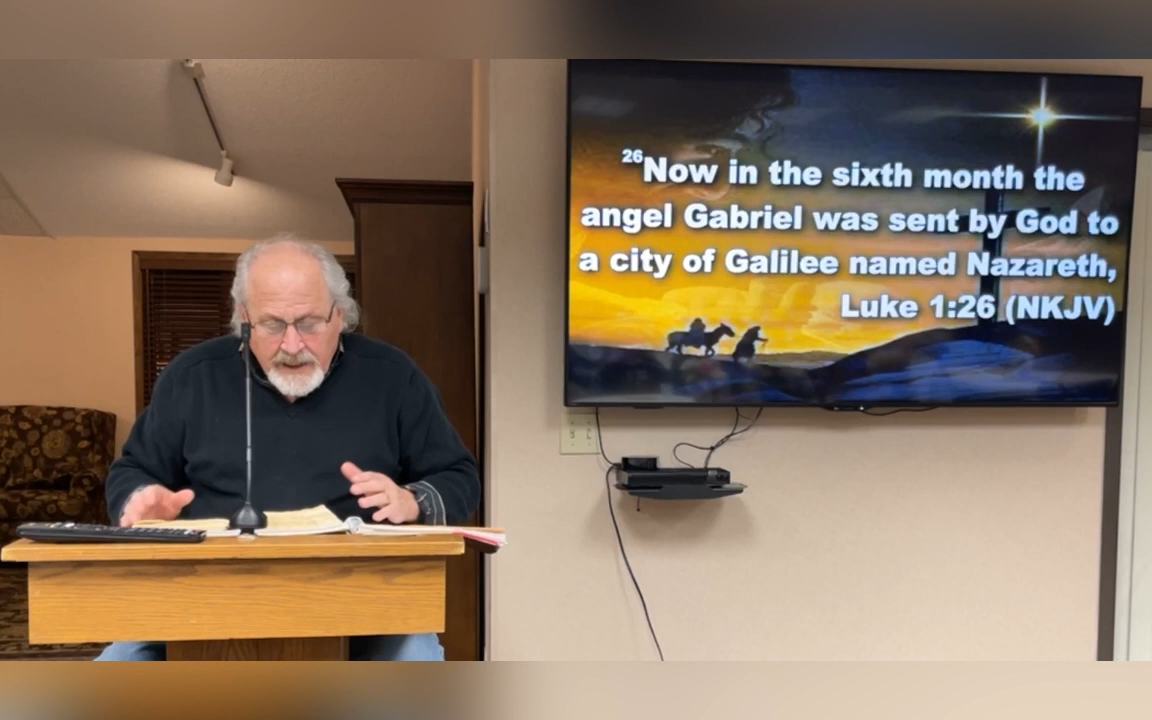 26Now in the sixth month the
angel Gabriel was sent by God to
a city of Galilee named Nazareth,
Luke 1:26 (NKJV)